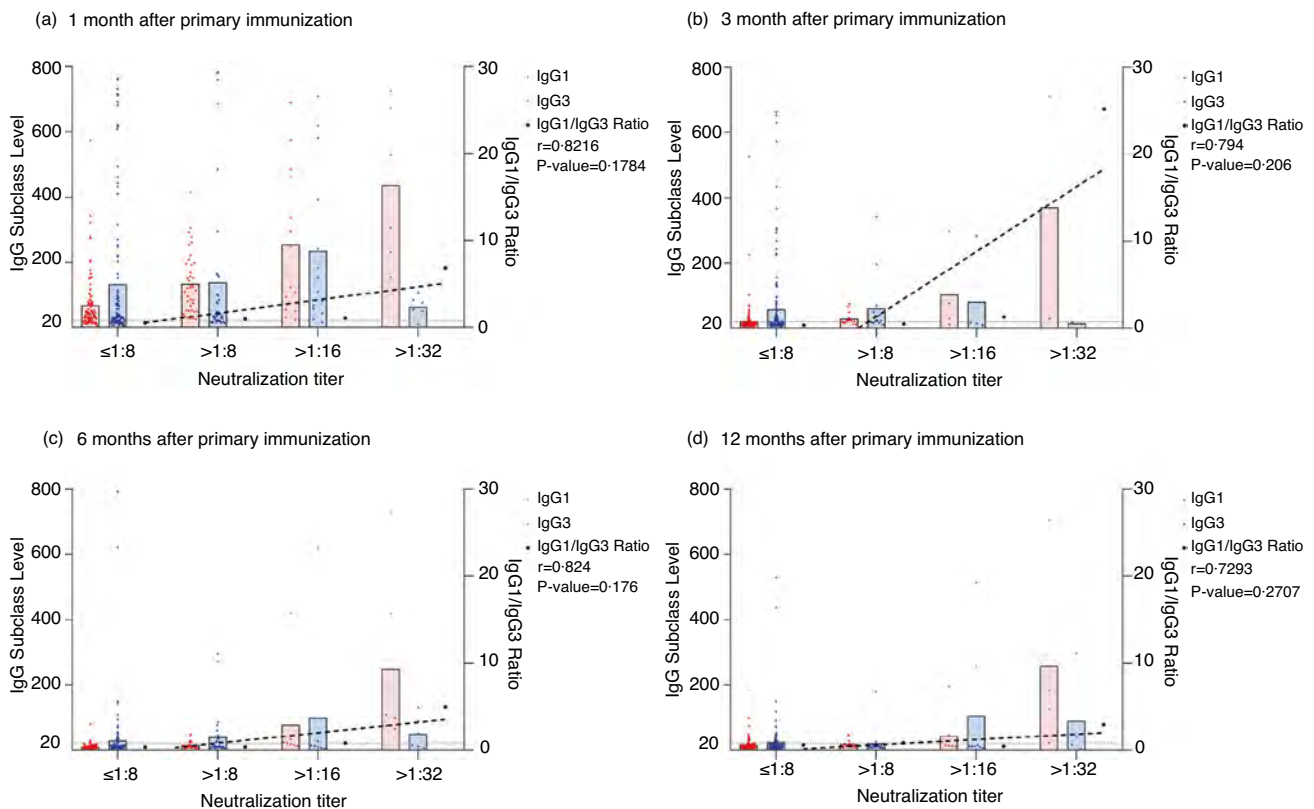 (a) 1 month after primary immunization
800
600
400
200
20
IgG Subclass Level
30
20
10
0
IgG1/IgG3 Ratio
IgG1
IgG3
IgG1/IgG3 Ratio
r=0·8216
P-value=0·1784
≤1:8 >1:8 >1:16 >1:32
Neutralization titer
(b) 3 month after primary immunization
800
600
400
200
20
IgG Subclass Level
30
20
10
0
IgG1/IgG3 Ratio
IgG1
IgG3
IgG1/IgG3 Ratio
r=0·794
P-value=0·206
≤1:8 >1:8 >1:16 >1:32
Neutralization titer
(c) 6 months after primary immunization
800
600
400
200
20
IgG Subclass Level
30
20
10
0
IgG1/IgG3 Ratio
IgG1
IgG3
IgG1/IgG3 Ratio
r=0·824
P-value=0·176
≤1:8 >1:8 >1:16 >1:32
Neutralization titer
(d) 12 months after primary immunization
800
600
400
200
20
IgG Subclass Level
30
20
10
0
IgG1/IgG3 Ratio
IgG1
IgG3
IgG1/IgG3 Ratio
r=0·7293
P-value=0·2707
≤1:8 >1:8 >1:16 >1:32
Neutralization titer